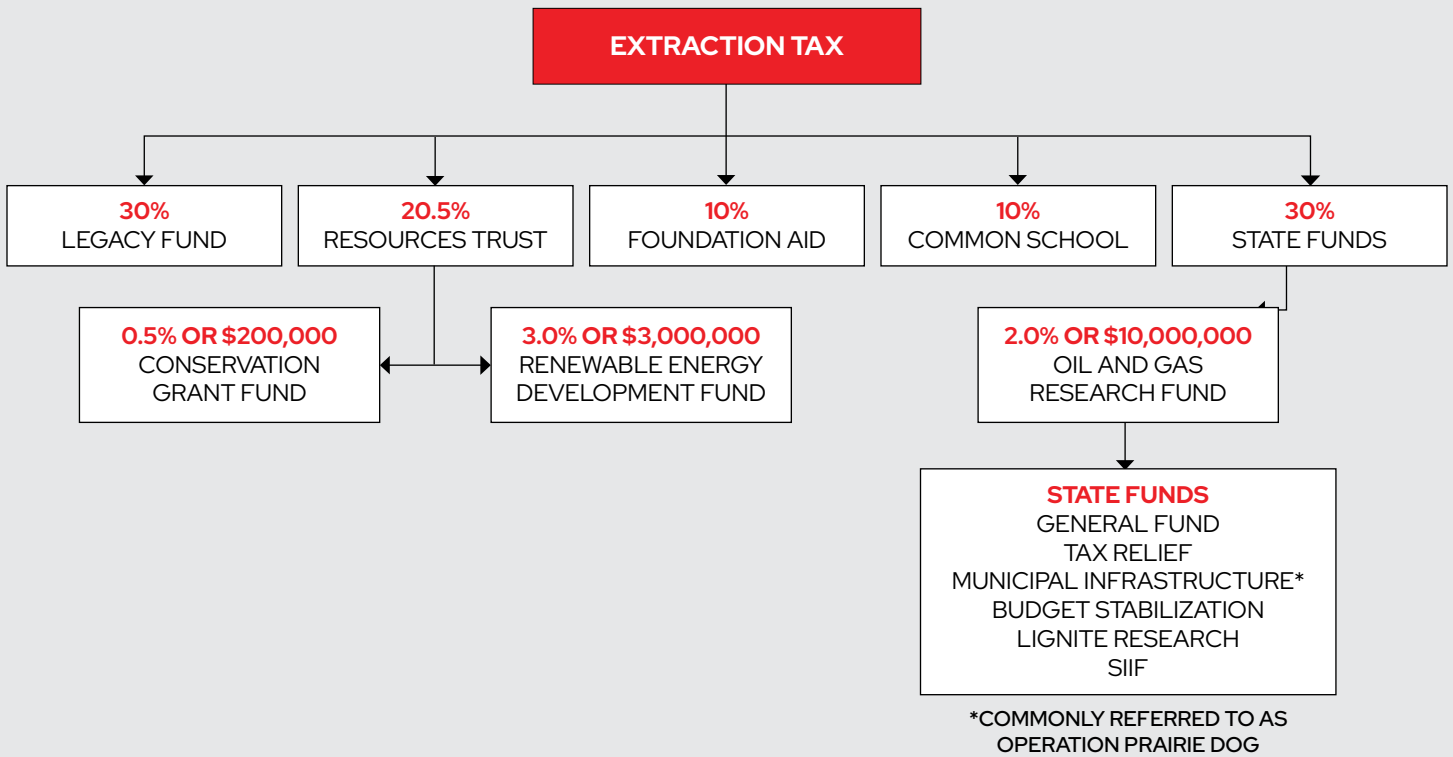 EXTRACTION TAX
30%
LEGACY FUND
20.5%
RESOURCES TRUST
10%
FOUNDATION AID
10%
COMMON SCHOOL
30%
STATE FUNDS
0.5% OR $200,000
CONSERVATION
GRANT FUND
3.0% OR $3,000,000
RENEWABLE ENERGY
DEVELOPMENT FUND
2.0% OR $10,000,000
OIL AND GAS
RESEARCH FUND
STATE FUNDS
GENERAL FUND
TAX RELIEF
MUNICIPAL INFRASTRUCTURE*
BUDGET STABILIZATION
LIGNITE RESEARCH
SIIF
*COMMONLY REFERRED TO AS
OPERATION PRAIRIE DOG